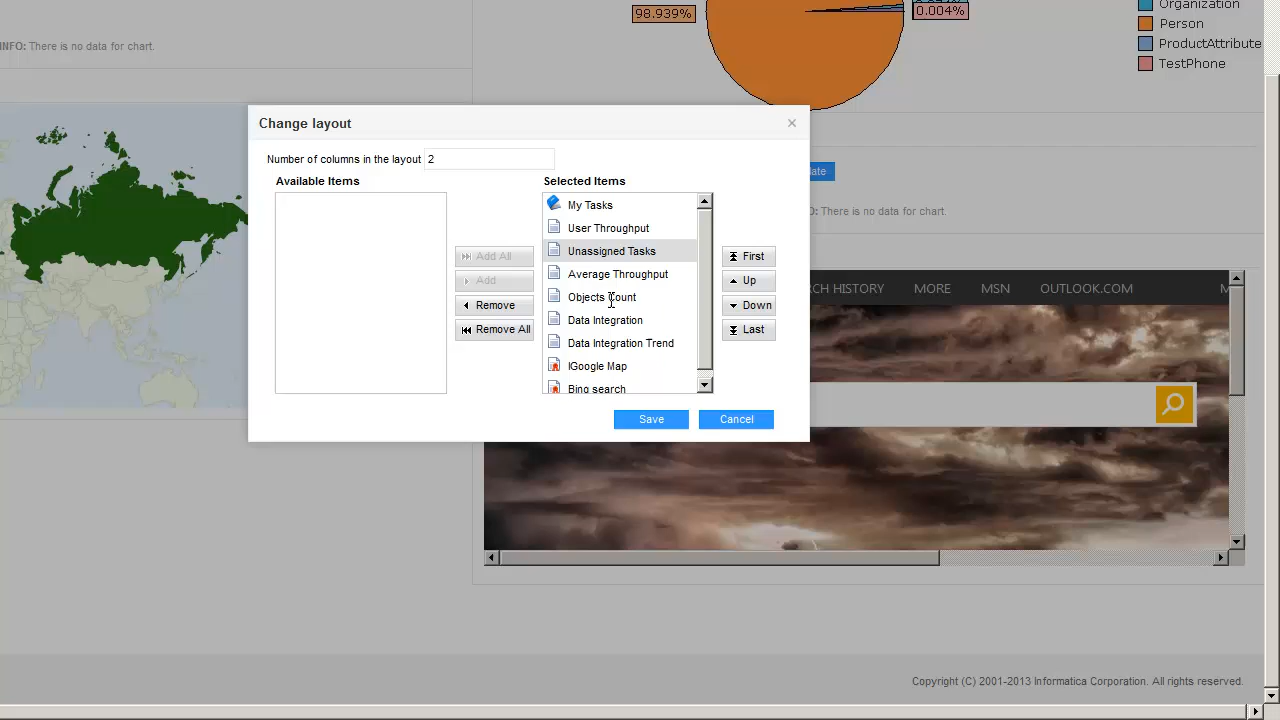 98.939%
0.004%
Organization
Person
ProductAttribute
TestPhone
INFO: There is no data for chart.
Change layout
×
Number of columns in the layout 2
Available Items
Selected Items
My Tasks
User Throughput
Unassigned Tasks
Average Throughput
Objects Count
Data Integration
Data Integration Trend
IGoogle Map
Bing search
Add All
Add
Remove
Remove All
First
Up
Down
Last
Save
Cancel
There is no data for chart.
HISTORY
MORE
MSN
OUTLOOK.COM
Copyright (C) 2001-2013 Informatica Corporation. All rights reserved.